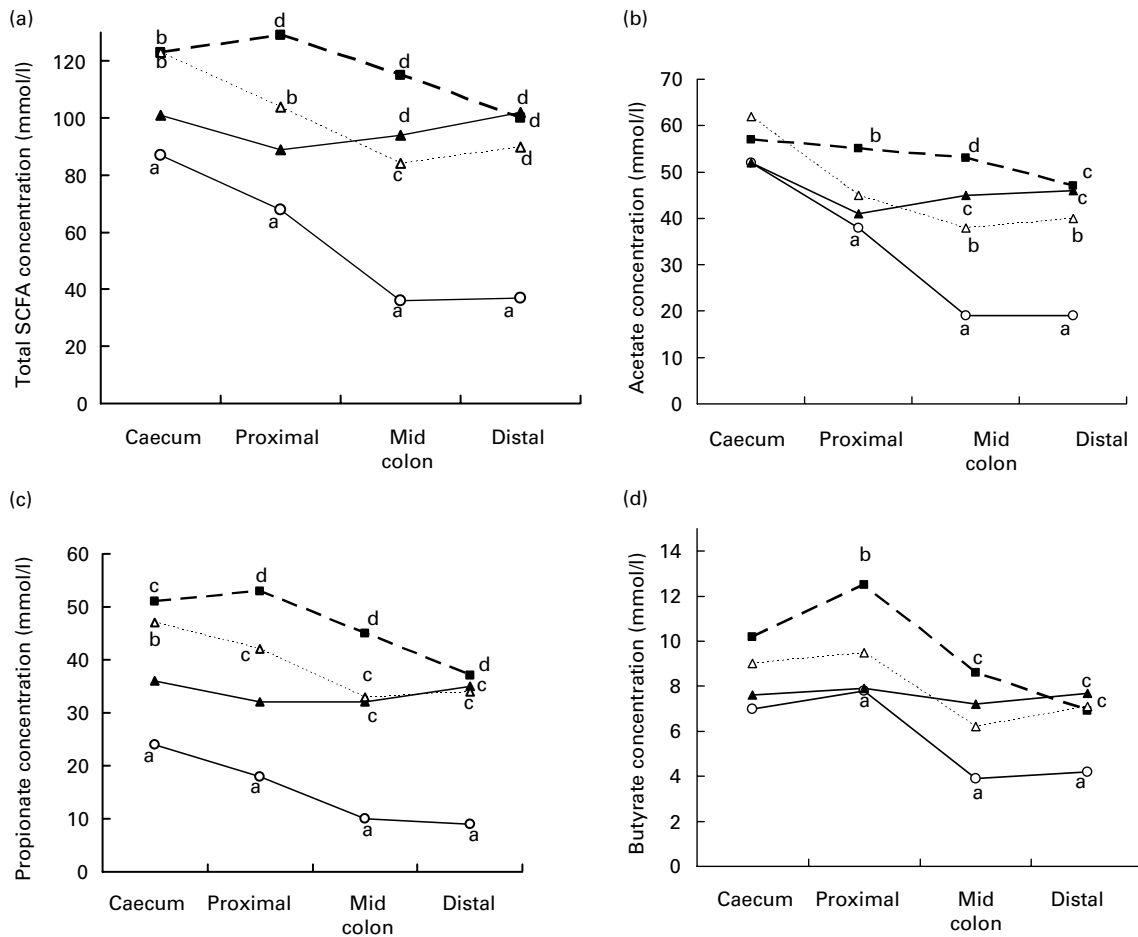 (a)
Total SCFA concentration (mmol/l)
120
100
80
60
40
20
0
b
b
d
d
d
b
d
d
c
d
a
a
a
a
Caecum Proximal Mid colon Distal
(b)
Acetate concentration (mmol/l)
70
60
50
40
30
20
10
0
b
d
c
c
c
b
b
a
a
a
Caecum Proximal Mid colon Distal
(c)
Propionate concentration (mmol/l)
60
50
40
30
20
10
0
c
d
d
d
b
c
c
c
c
c
a
a
a
a
Caecum Proximal Mid colon Distal
(d)
Butyrate concentration (mmol/l)
14
12
10
8
6
4
2
0
b
c
c
c
a
a
a
Caecum Proximal Mid colon Distal